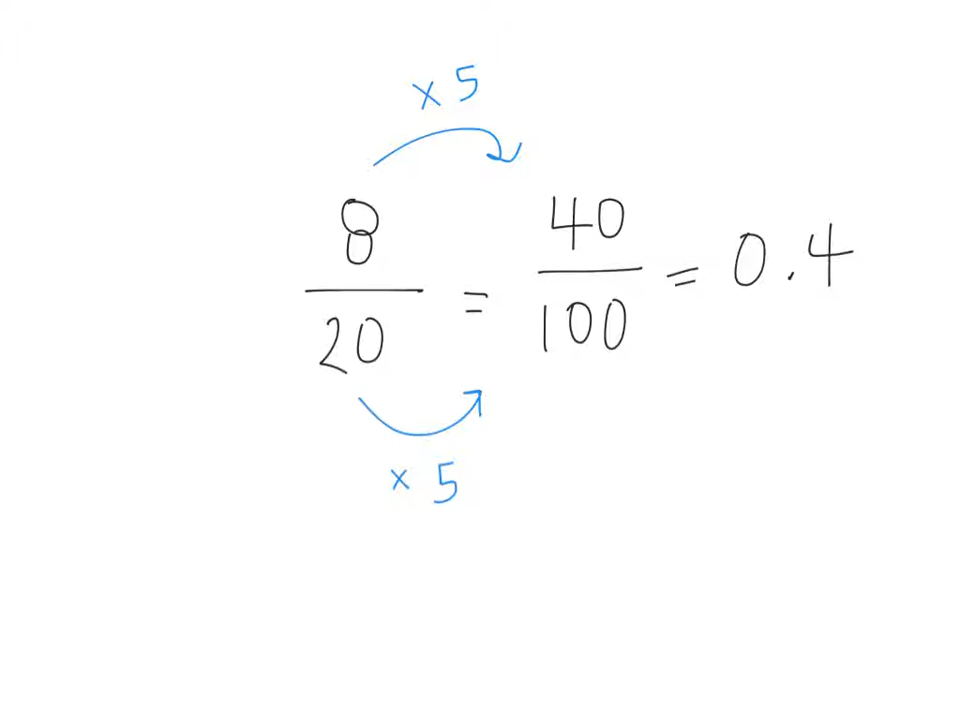 × 5
8/20 = 40/100 = 0.4
× 5